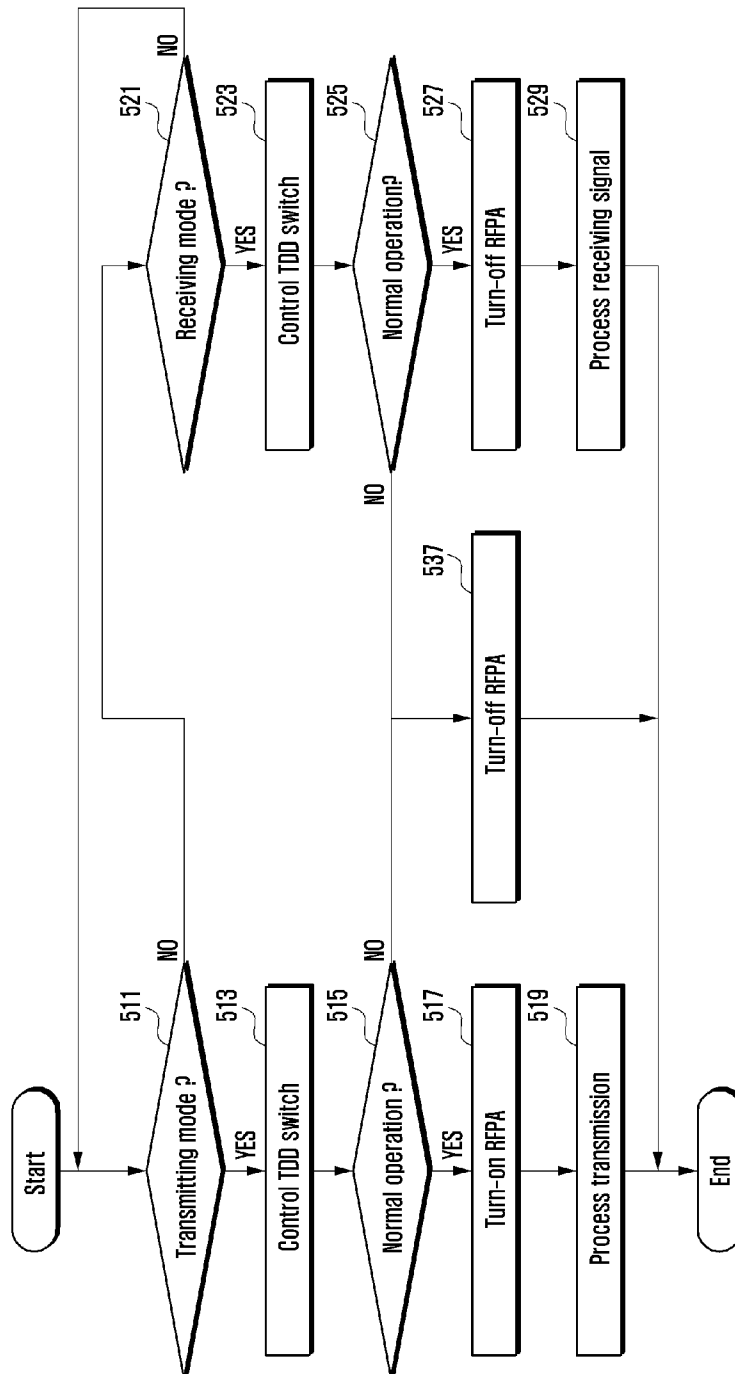 Start
Transmitting mode ?
511
NO
YES
Control TDD switch
513
Normal operation ?
515
NO
YES
Turn-on RFPA
517
Process transmission
519
End
Turn-off RFPA
537
Receiving mode ?
521
NO
YES
Control TDD switch
523
Normal operation?
525
NO
YES
Turn-off RFPA
527
Process receiving signal
529